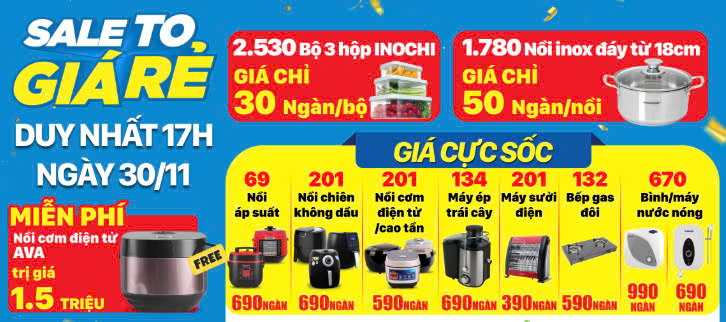 SALE TO,
GIÁ RẺ
DUY NHẤT 17H
NGÀY 30/11
MIỄN PHÍ
Nồi cơm điện tử
AVA
trị giá
1.5 TRIỆU
FREE
2.530 Bộ 3 hộp INOCHI
GIÁ CHỈ
30 Ngàn/bộ
1.780 Nồi inox đáy từ 18cm
GIÁ CHỈ
50 Ngàn/nồi
GIÁ CỰC SỐC
69
Nồi
áp suất
690NGÀN
201
Nồi chiên
không dầu
690NGÀN
201
Nồi cơm
điện tử
/cao tần
590NGÀN
134
Máy ép
trái cây
690NGÀN
201
Máy sưởi
điện
390NGÀN
132
Bếp gas
đôi
590NGÀN
670
Bình/máy
nước nóng
990
NGÀN
690
NGÀN